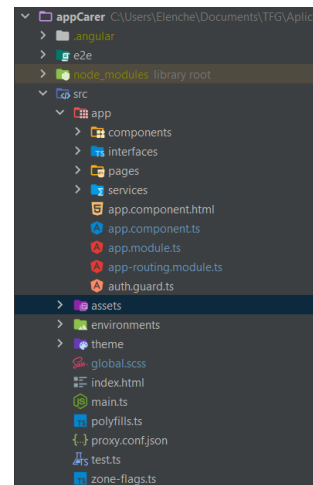 appCarer C:\Users\Elenche\Documents\TFG\Aplic
.angular
e2e
node_modules library root
src
app
components
interfaces
pages
services
app.component.html
app.component.ts
app.module.ts
app-routing.module.ts
auth.guard.ts
assets
environments
theme
global.scss
index.html
main.ts
polyfills.ts
proxy.conf.json
test.ts
zone-flags.ts